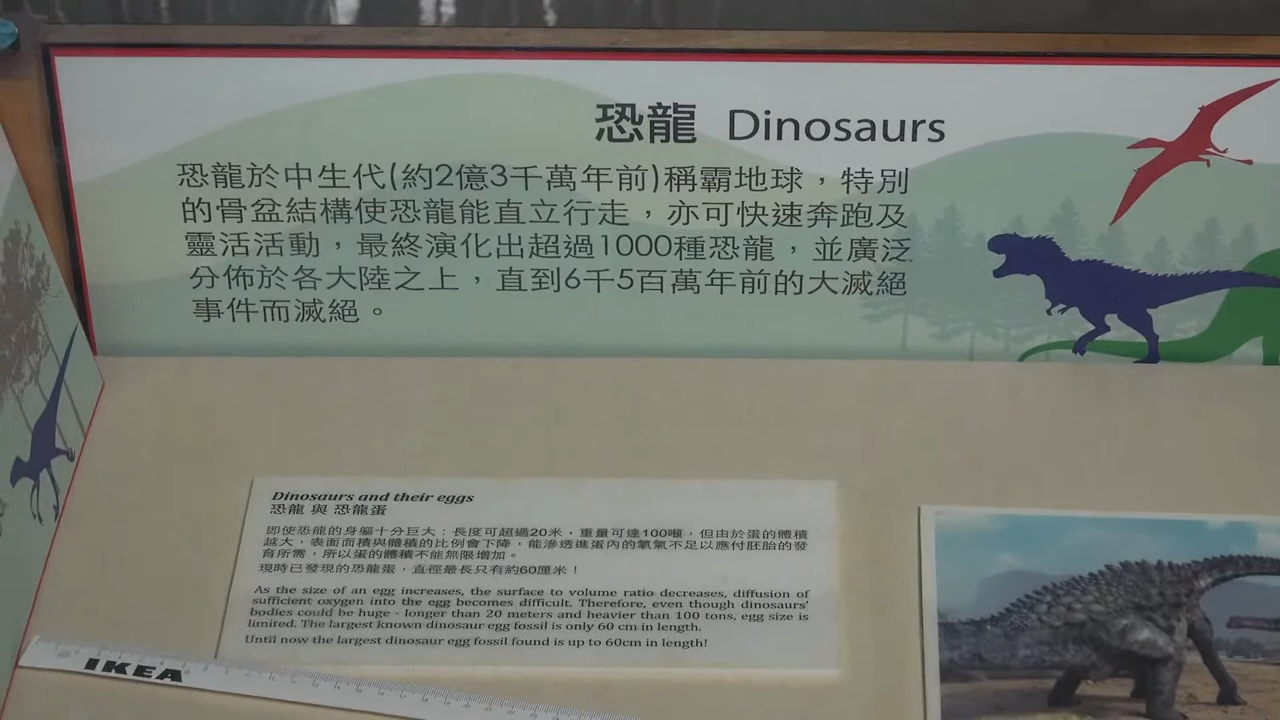 恐龍 Dinosaurs
恐龍於中生代(約2億3千萬年前)稱霸地球，特別
的骨盆結構使恐龍能直立行走，亦可快速奔跑及
靈活活動，最終演化出超過1000種恐龍，並廣泛
分佈於各大陸之上，直到6千5百萬年前的大滅絕
事件而滅絕。
Dinosaurs and their eggs
恐龍 與 恐龍蛋
即使恐龍的身軀十分巨大：長度可超過20米，重量可達100噸，但由於蛋的體積
越大，表面面積與體積的比例會下降，能滲透進蛋內的氧氣不足以應付胚胎的發
育所需，所以蛋的體積不能無限增加。
現時已發現的恐龍蛋，直徑最長只有約60厘米！
As the size of an egg increases, the surface to volume ratio decreases, diffusion of
sufficient oxygen into the egg becomes difficult. Therefore, even though dinosaurs'
bodies could be huge - longer than 20 meters and heavier than 100 tons, egg size is
limited. The largest known dinosaur egg fossil is only 60 cm in length.
Until now the largest dinosaur egg fossil found is up to 60cm in length!
IKEA